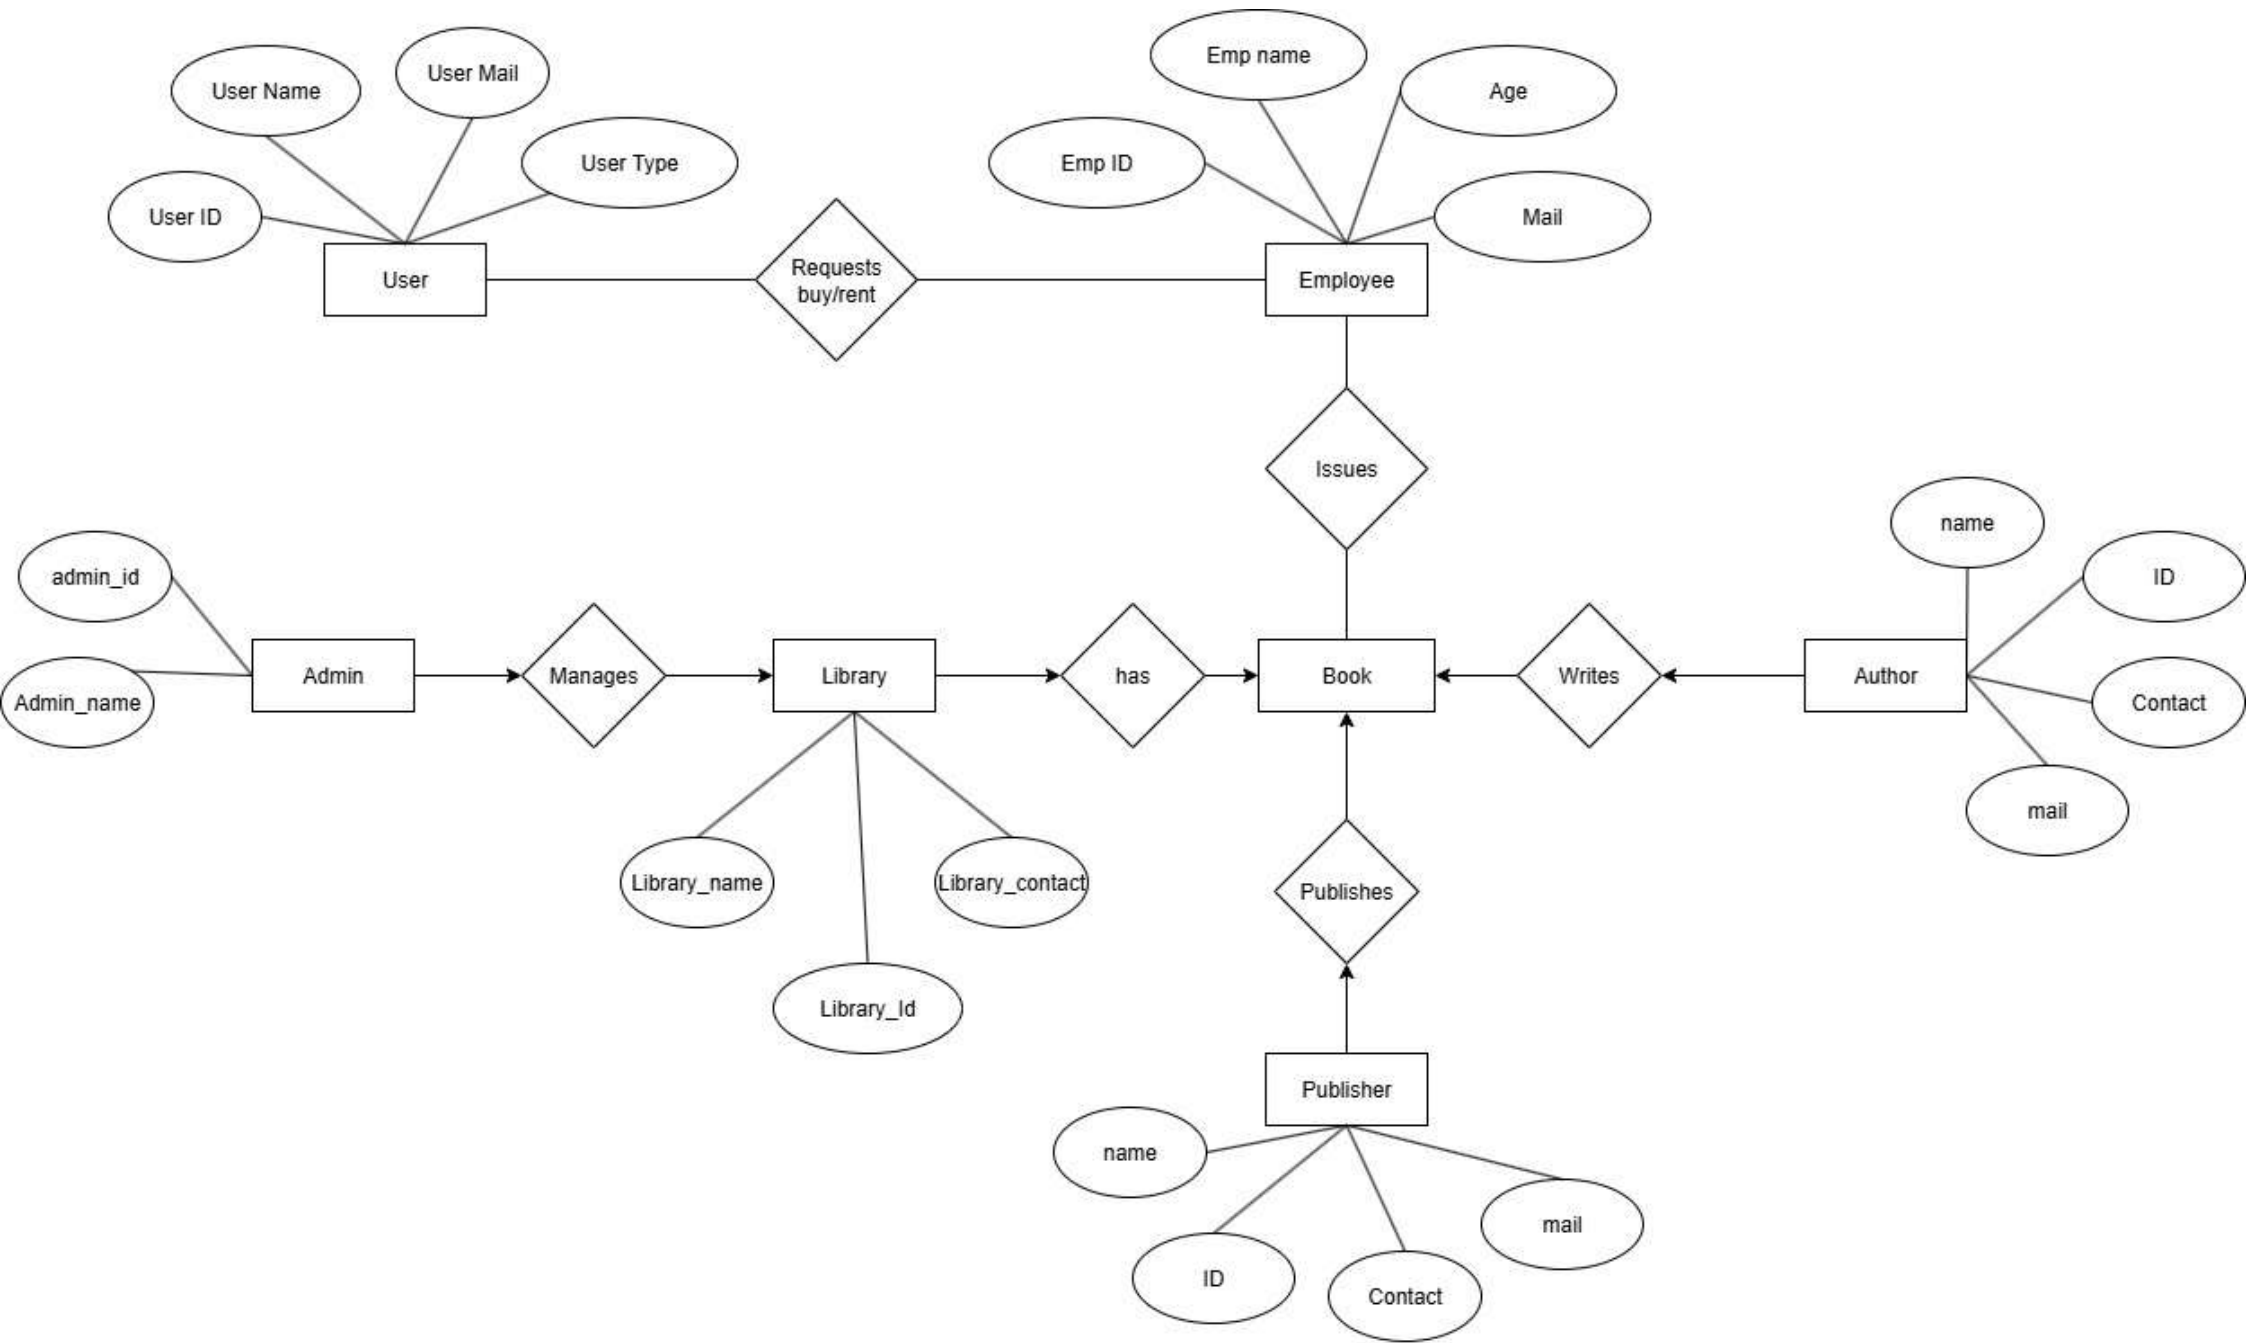 Emp name
User Mail
User Name
Age
User Type
Emp ID
User ID
Mail
User
Requests
buy/rent
Employee
Issues
name
admin_id
ID
Admin
Manages
Library
has
Book
Writes
Author
Admin_name
Contact
mail
Library_name
Library_contact
Publishes
Library_Id
Publisher
name
mail
ID
Contact